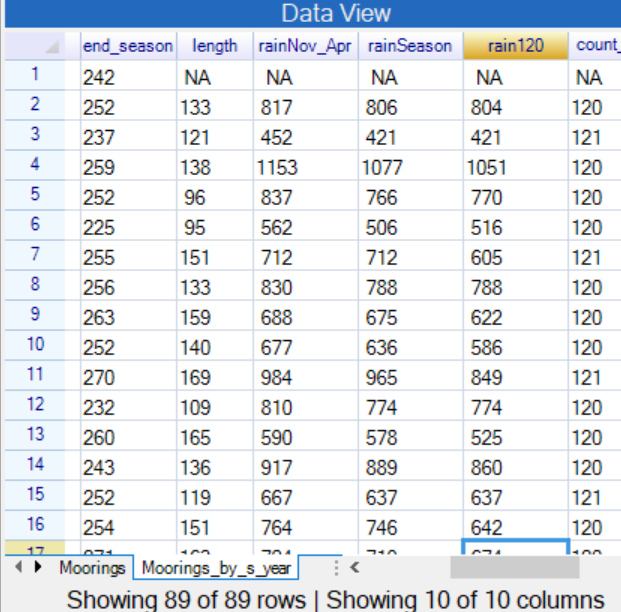 Data View
end_season length rainNov_Apr rainSeason rain120 count_
1 242 NA NA NA NA NA
2 252 133 817 806 804 120
3 237 121 452 421 421 121
4 259 138 1153 1077 1051 120
5 252 96 837 766 770 120
6 225 95 562 506 516 120
7 255 151 712 712 605 121
8 256 133 830 788 788 120
9 263 159 688 675 622 120
10 252 140 677 636 586 120
11 270 169 984 965 849 121
12 232 109 810 774 774 120
13 260 165 590 578 525 120
14 243 136 917 889 860 120
15 252 119 667 637 637 121
16 254 151 764 746 642 120
17
Moorings Moorings_by_s_year
Showing 89 of 89 rows | Showing 10 of 10 columns